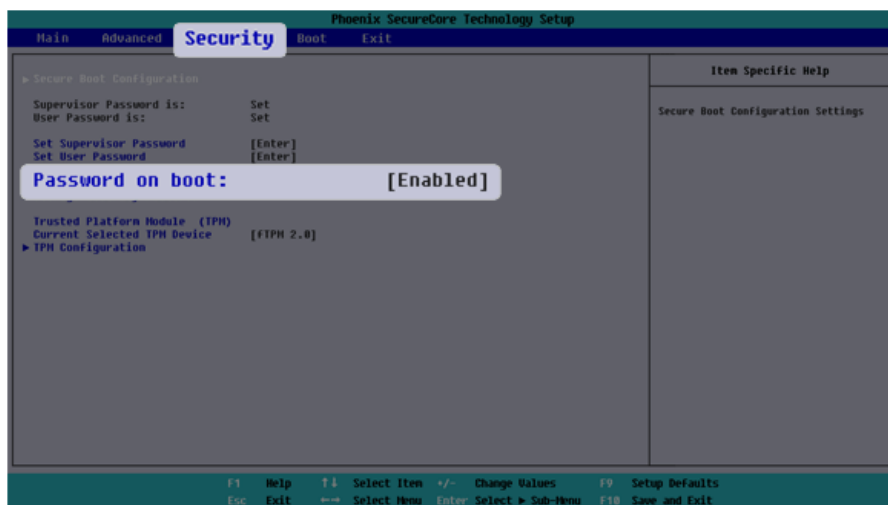 Phoenix SecureCore Technology Setup
Main Advanced Security Boot Exit
▶ Secure Boot Configuration
Supervisor Password is: Set
User Password is: Set
Set Supervisor Password [Enter]
Set User Password [Enter]
Password on boot: [Enabled]
Trusted Platform Module (TPM)
Current Selected TPM Device [fTPM 2.0]
▶ TPM Configuration
Item Specific Help
Secure Boot Configuration Settings
F1 Help ↑↓ Select Item +/- Change Values F9 Setup Defaults
Esc Exit ←→ Select Menu Enter Select ▶ Sub-Menu F10 Save and Exit